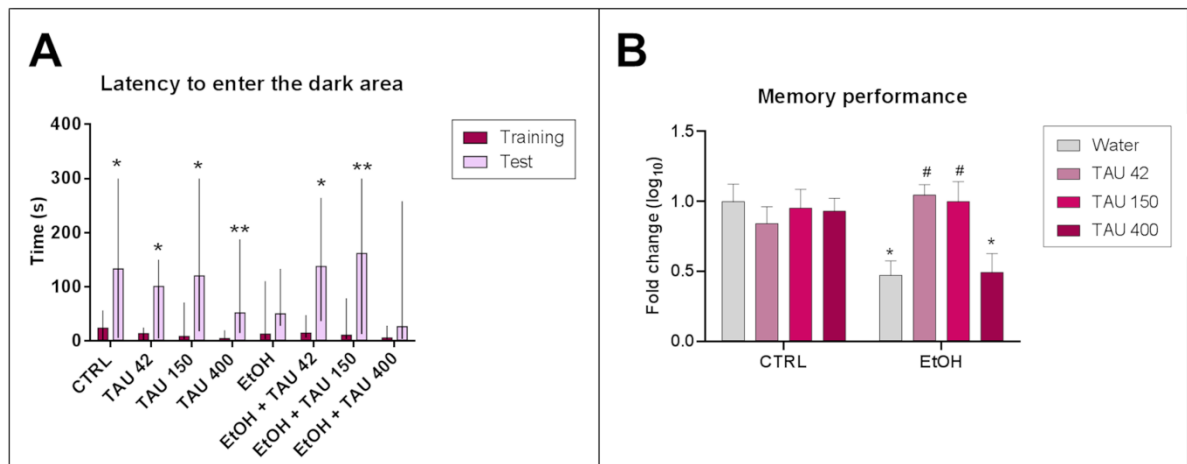 A
Latency to enter the dark area
400
300
200
100
0
Time (s)
*
*
*
**
*
**
CTRL
TAU 42
TAU 150
TAU 400
EtOH
EtOH + TAU 42
EtOH + TAU 150
EtOH + TAU 400
Training
Test
B
Memory performance
1.5
1.0
0.5
0.0
Fold change (log10)
*
#
#
*
CTRL
EtOH
Water
TAU 42
TAU 150
TAU 400